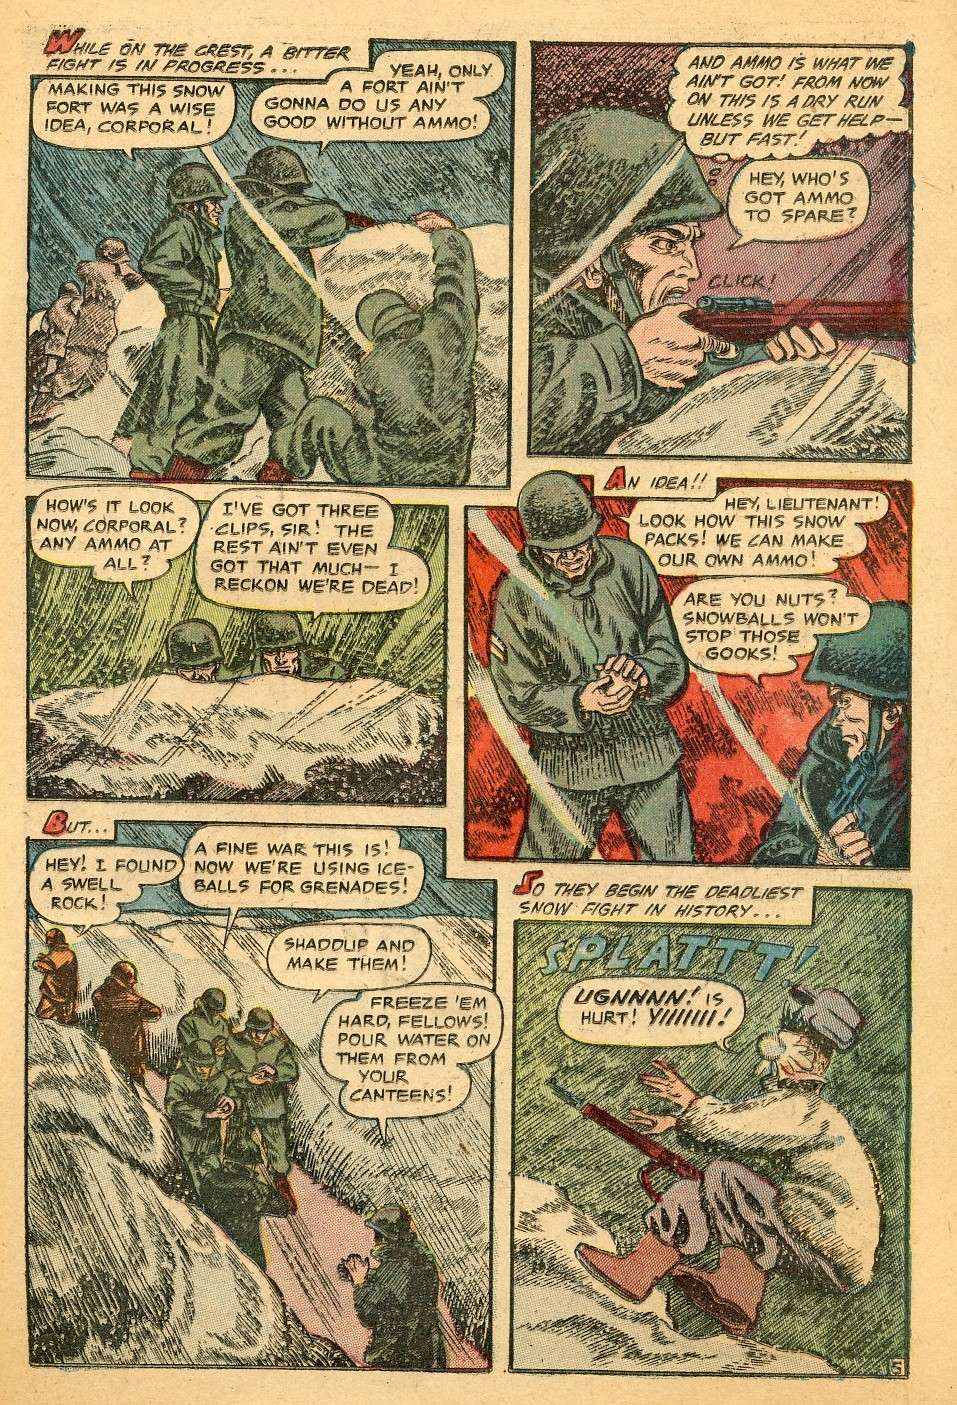 WHILE ON THE CREST, A BITTER
FIGHT IS IN PROGRESS...
MAKING THIS SNOW
FORT WAS A WISE
IDEA, CORPORAL!
YEAH, ONLY
A FORT AIN'T
GONNA DO US ANY
GOOD WITHOUT AMMO!
AND AMMO IS WHAT WE
AIN'T GOT! FROM NOW
ON THIS IS A DRY RUN
UNLESS WE GET HELP—
BUT FAST!
HEY, WHO'S
GOT AMMO
TO SPARE?
CLICK!
HOW'S IT LOOK
NOW, CORPORAL?
ANY AMMO AT
ALL?
I'VE GOT THREE
CLIPS, SIR! THE
REST AIN'T EVEN
GOT THAT MUCH—I
RECKON WE'RE DEAD!
AN IDEA!!
HEY, LIEUTENANT!
LOOK HOW THIS SNOW
PACKS! WE CAN MAKE
OUR OWN AMMO!
ARE YOU NUTS?
SNOWBALLS WON'T
STOP THOSE
GOOKS!
BUT...
HEY! I FOUND
A SWELL
ROCK!
A FINE WAR THIS IS!
NOW WE'RE USING ICE-
BALLS FOR GRENADES!
SHADDUP AND
MAKE THEM!
FREEZE 'EM
HARD, FELLOWS!
POUR WATER ON
THEM FROM
YOUR
CANTEENS!
SO THEY BEGIN THE DEADLIEST
SNOW FIGHT IN HISTORY...
SPLATTT!
UGNNNN! IS
HURT! YIIIIIII!
5